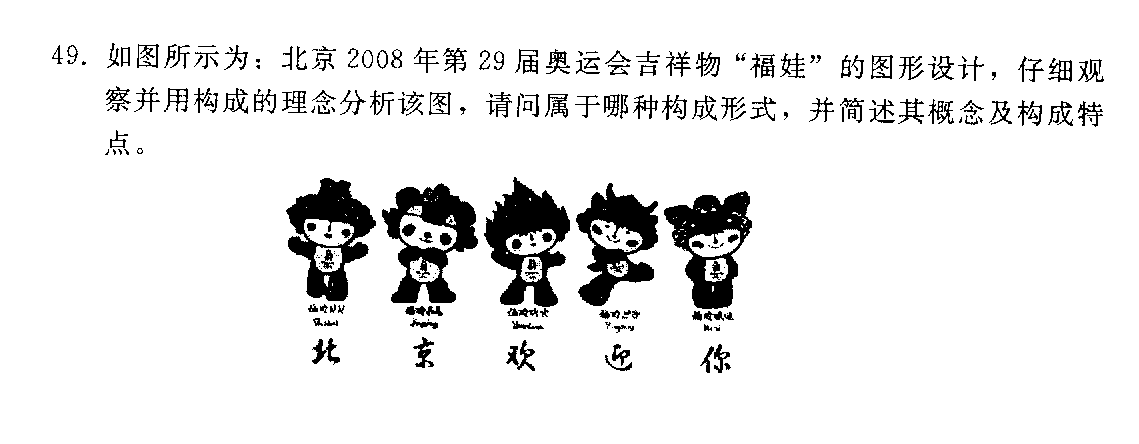 49. 如图所示为：北京 2008 年第 29 届奥运会吉祥物“福娃”的图形设计，仔细观
察并用构成的理念分析该图，请问属于哪种构成形式，并简述其概念及构成特
点。
北 京 欢 迎 你